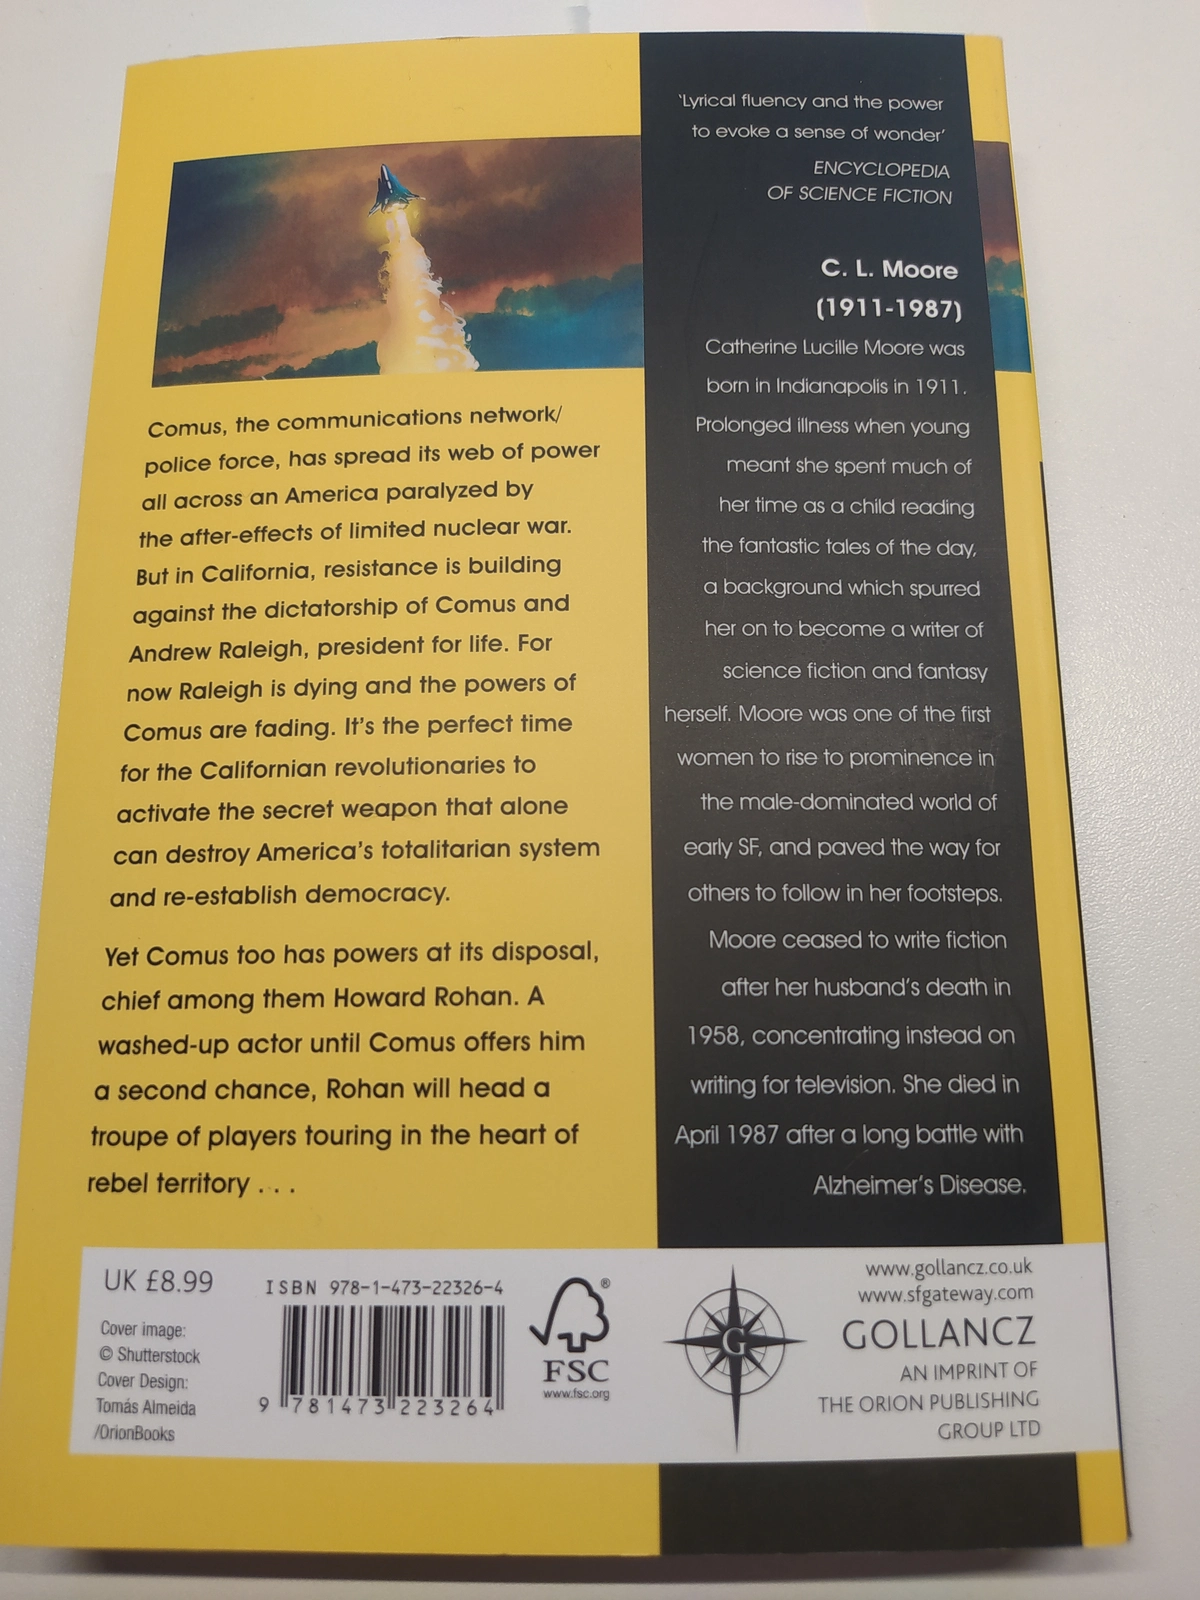 Comus, the communications network/
police force, has spread its web of power
all across an America paralyzed by
the after-effects of limited nuclear war.
But in California, resistance is building
against the dictatorship of Comus and
Andrew Raleigh, president for life. For
now Raleigh is dying and the powers of
Comus are fading. It's the perfect time
for the Californian revolutionaries to
activate the secret weapon that alone
can destroy America's totalitarian system
and re-establish democracy.
Yet Comus too has powers at its disposal,
chief among them Howard Rohan. A
washed-up actor until Comus offers him
a second chance, Rohan will head a
troupe of players touring in the heart of
rebel territory . . .
'Lyrical fluency and the power
to evoke a sense of wonder'
ENCYCLOPEDIA
OF SCIENCE FICTION
C. L. Moore
(1911-1987)
Catherine Lucille Moore was
born in Indianapolis in 1911.
Prolonged illness when young
meant she spent much of
her time as a child reading
the fantastic tales of the day,
a background which spurred
her on to become a writer of
science fiction and fantasy
herself. Moore was one of the first
women to rise to prominence in
the male-dominated world of
early SF, and paved the way for
others to follow in her footsteps.
Moore ceased to write fiction
after her husband's death in
1958, concentrating instead on
writing for television. She died in
April 1987 after a long battle with
Alzheimer's Disease.
UK £8.99
Cover image:
© Shutterstock
Cover Design:
Tomás Almeida
/OrionBooks
ISBN 978-1-473-22326-4
9 781473 223264
®
FSC
www.fsc.org
G
www.gollancz.co.uk
www.sfgateway.com
GOLLANCZ
AN IMPRINT OF
THE ORION PUBLISHING
GROUP LTD